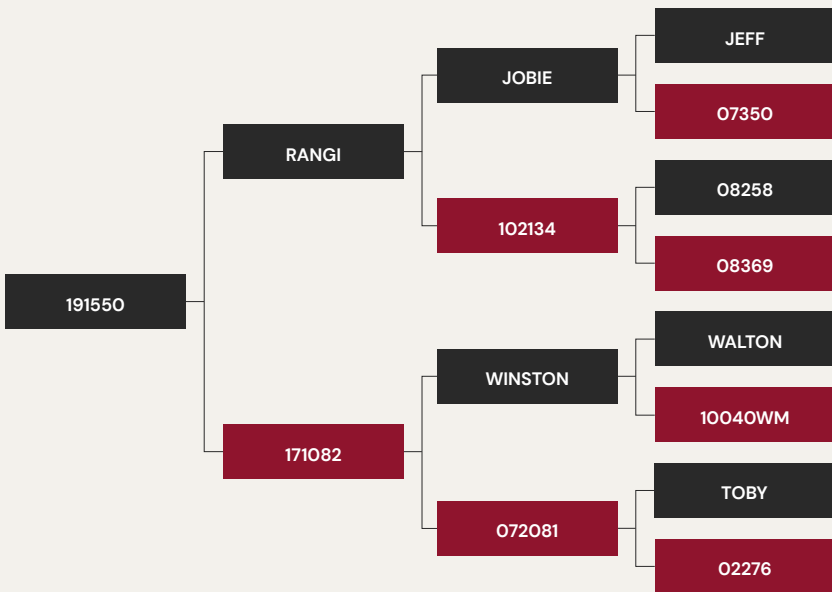 JEFF
JOBIE
07350
RANGI
08258
102134
08369
191550
WALTON
WINSTON
10040WM
171082
TOBY
072081
02276